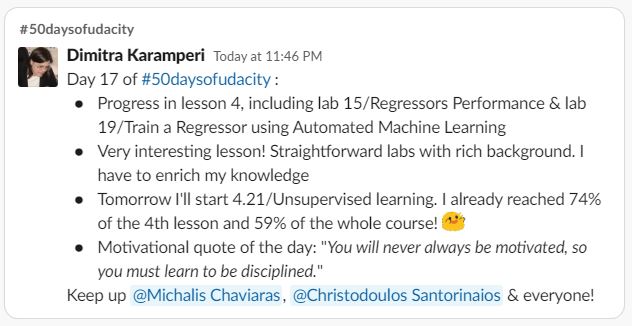 #50daysofudacity
Dimitra Karamperi Today at 11:46 PM
Day 17 of #50daysofudacity :
● Progress in lesson 4, including lab 15/Regressors Performance & lab
19/Train a Regressor using Automated Machine Learning
● Very interesting lesson! Straightforward labs with rich background. I
have to enrich my knowledge
● Tomorrow I'll start 4.21/Unsupervised learning. I already reached 74%
of the 4th lesson and 59% of the whole course!
● Motivational quote of the day: "You will never always be motivated, so
you must learn to be disciplined."
Keep up @Michalis Chaviaras, @Christodoulos Santorinaios & everyone!